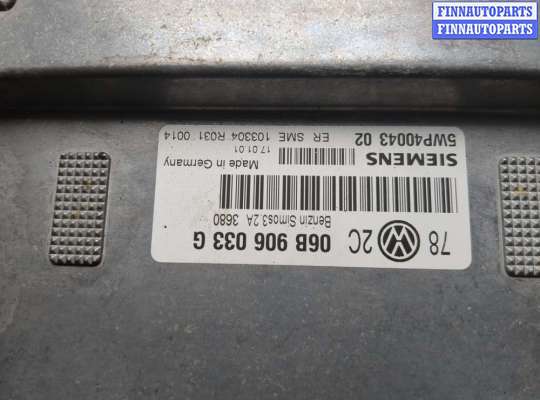 FINNAUTOPARTS
FINNAUTOPARTS
78 2C 06B 906 033 G
Benzin Simos3.2A 3680
SIEMENS Made in Germany
17.01.01
5WP40043 02 ER SME 103304 R031 0014